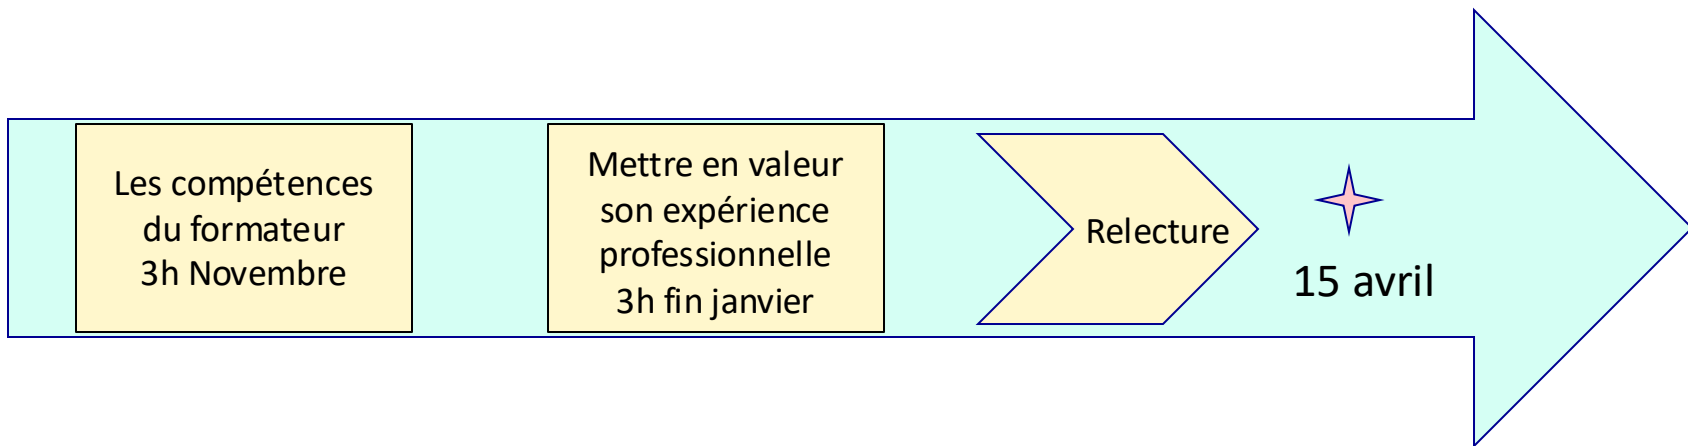 Les compétences
du formateur
3h Novembre
Mettre en valeur
son expérience
professionnelle
3h fin janvier
Relecture
15 avril